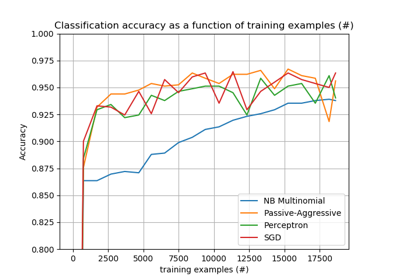 Classification accuracy as a function of training examples (#)
1.000
0.975
0.950
0.925
0.900
0.875
0.850
0.825
0.800
Accuracy
0 2500 5000 7500 10000 12500 15000 17500
training examples (#)
NB Multinomial
Passive-Aggressive
Perceptron
SGD